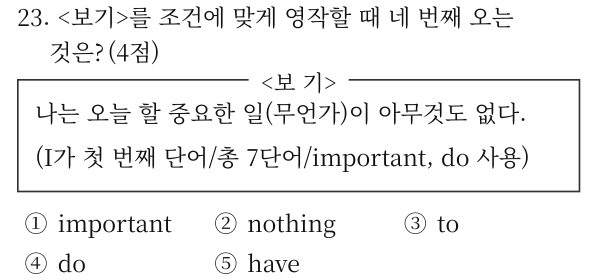 23. <보기>를 조건에 맞게 영작할 때 네 번째 오는
것은? (4점)
<보 기>
나는 오늘 할 중요한 일(무언가)이 아무것도 없다.
(I가 첫 번째 단어/총 7단어/important, do 사용)
① important ② nothing ③ to
④ do ⑤ have